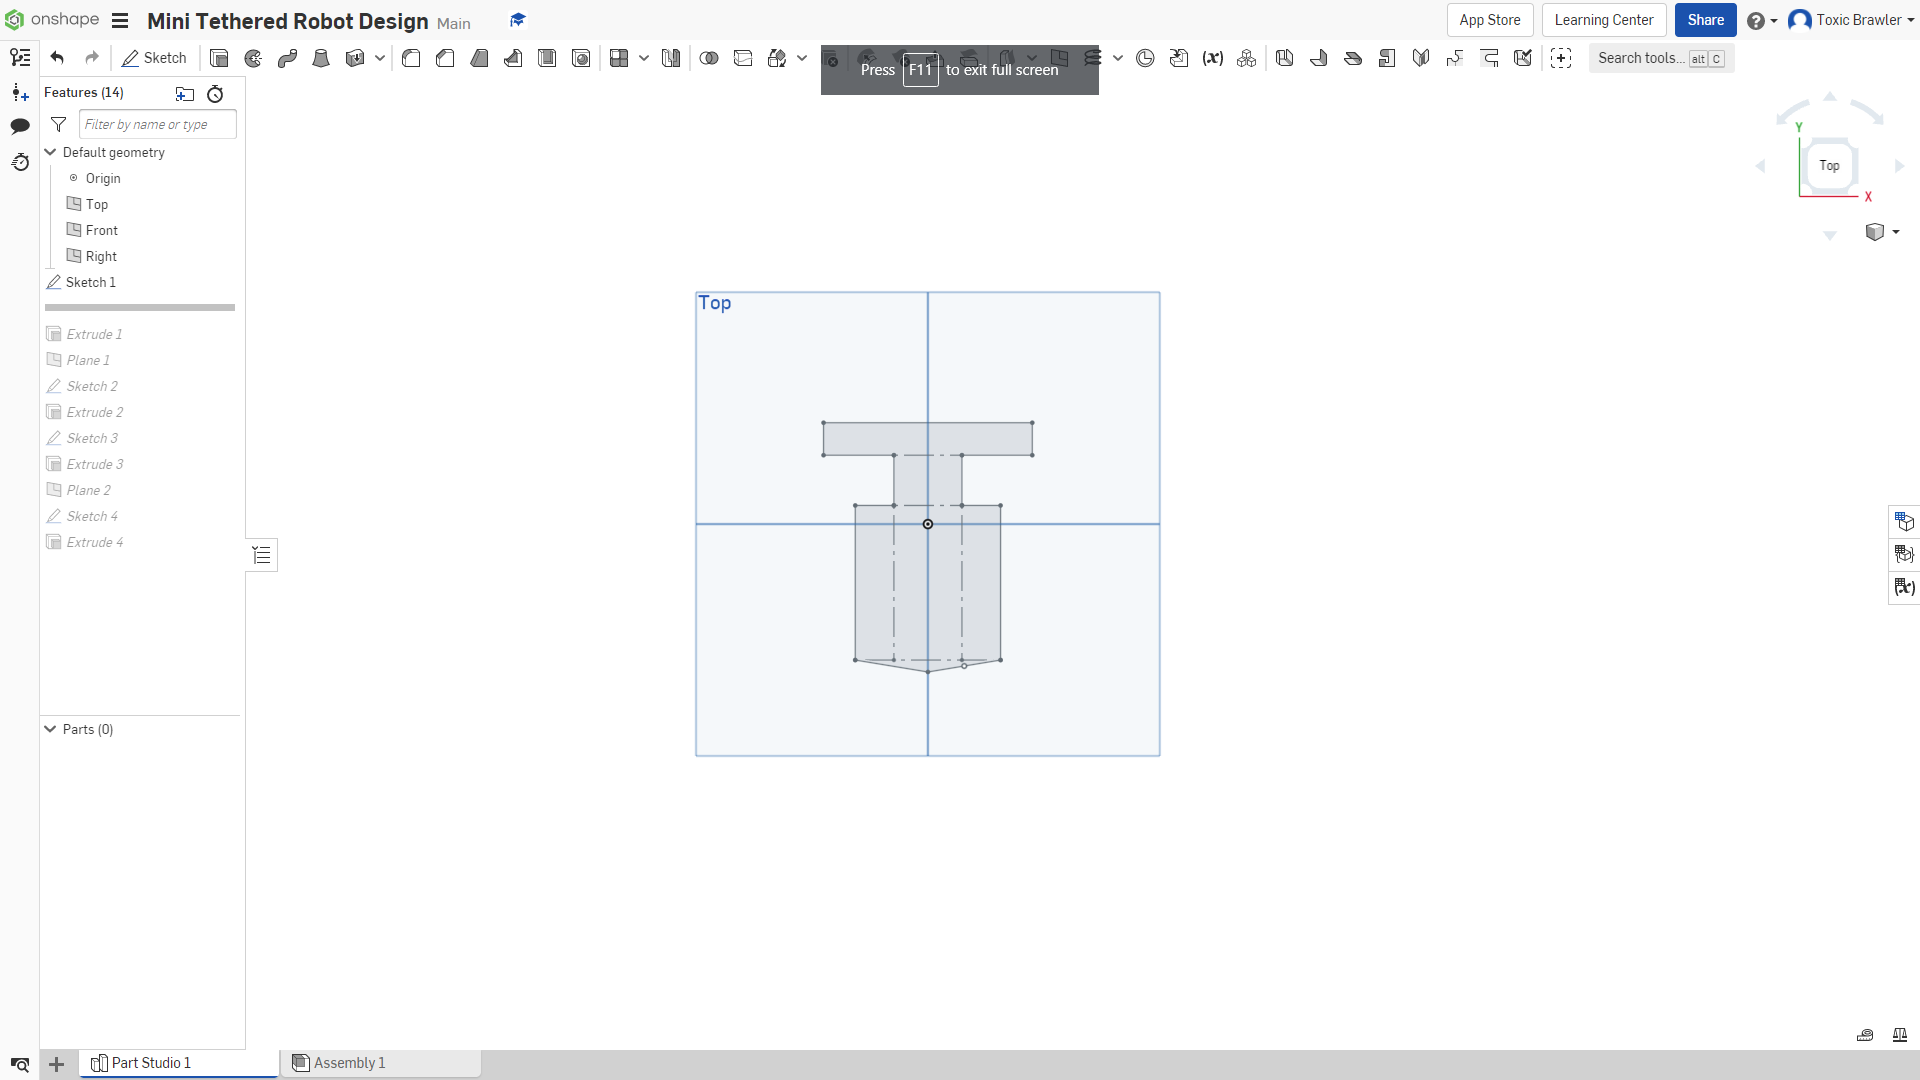 onshape
Mini Tethered Robot Design Main
App Store
Learning Center
Share
Toxic Brawler
Sketch
Search tools... alt C
Press F11 to exit full screen
Features (14)
Filter by name or type
Default geometry
Origin
Top
Front
Right
Sketch 1
Extrude 1
Plane 1
Sketch 2
Extrude 2
Sketch 3
Extrude 3
Plane 2
Sketch 4
Extrude 4
Parts (0)
Top
Y
Top
X
Part Studio 1
Assembly 1